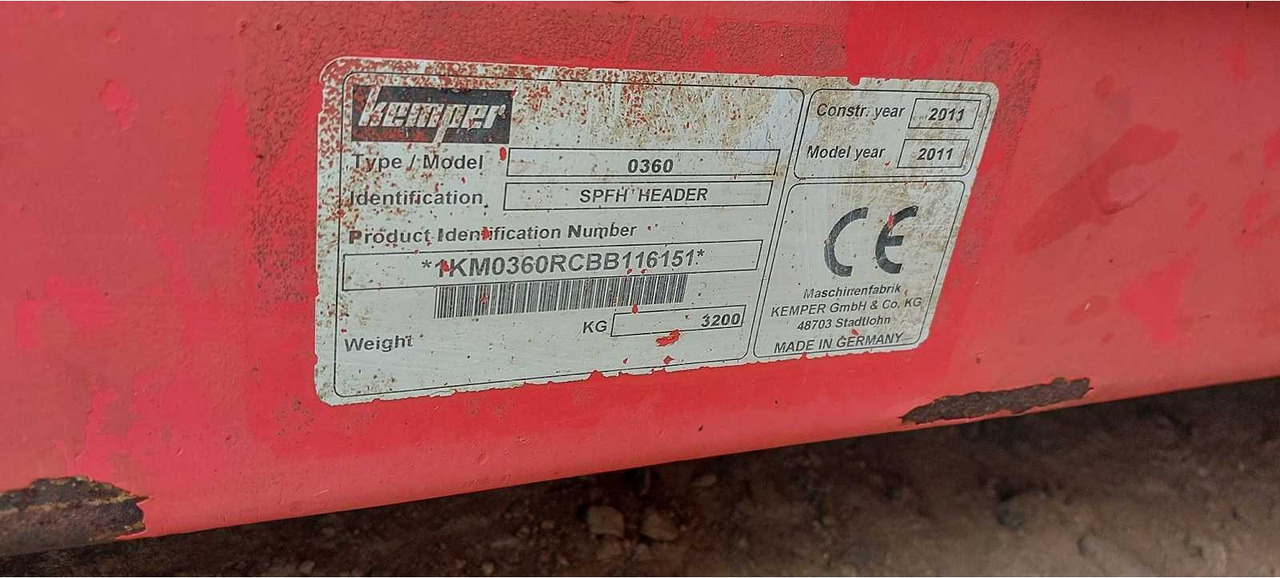 kemper
Type / Model 0360
Identification SPFH HEADER
Product Identification Number
*1KM0360RCBB116151*
Weight KG 3200
Constr. year 2011
Model year 2011
CE
Maschinenfabrik
KEMPER GmbH & Co. KG
48703 Stadtlohn
MADE IN GERMANY